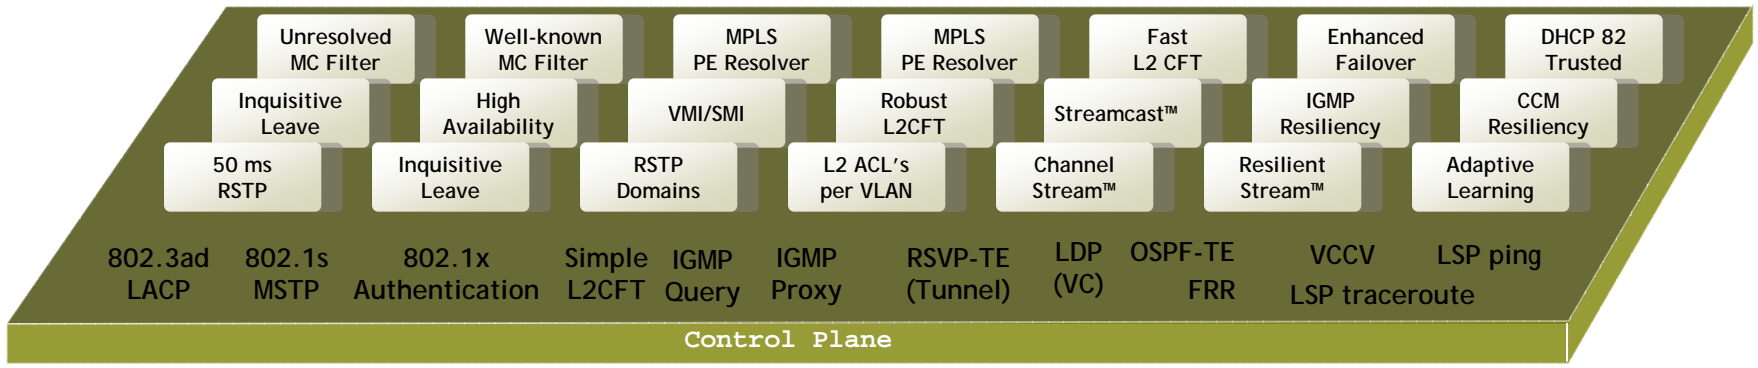 Unresolved
MC Filter
Well-known
MC Filter
MPLS
PE Resolver
MPLS
PE Resolver
Fast
L2 CFT
Enhanced
Failover
DHCP 82
Trusted
Inquisitive
Leave
High
Availability
VMI/SMI
Robust
L2CFT
Streamcast™
IGMP
Resiliency
CCM
Resiliency
50 ms
RSTP
Inquisitive
Leave
RSTP
Domains
L2 ACL's
per VLAN
Channel
Stream™
Resilient
Stream™
Adaptive
Learning
802.3ad
LACP
802.1s
MSTP
802.1x
Authentication
Simple
L2CFT
IGMP
Query
IGMP
Proxy
RSVP-TE
(Tunnel)
LDP
(VC)
OSPF-TE
FRR
VCCV
LSP ping
LSP traceroute
Control Plane